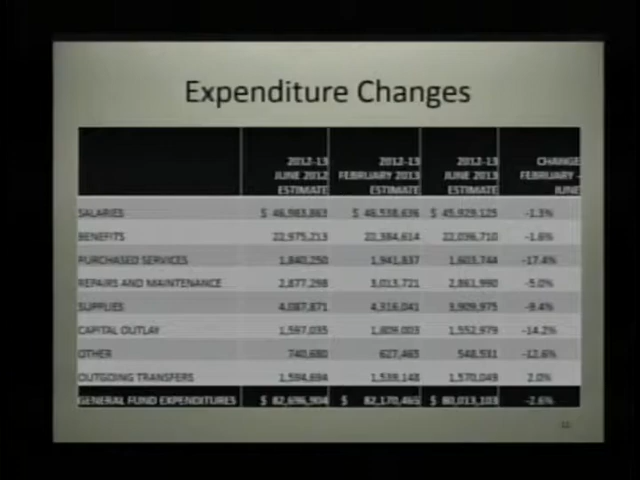 Expenditure Changes
2012-13 2012-13 2012-13 CHANGE
JUNE 2012 FEBRUARY 2013 JUNE 2013 FEBRUARY -
ESTIMATE ESTIMATE ESTIMATE JUNE
SALARIES $ 46,983,863 $ 46,538,636 $ 45,929,125 -1.3%
BENEFITS 22,975,213 22,384,614 22,036,710 -1.6%
PURCHASED SERVICES 1,840,250 1,941,837 1,603,744 -17.4%
REPAIRS AND MAINTENANCE 2,877,298 3,013,721 2,861,990 -5.0%
SUPPLIES 4,087,871 4,316,041 3,909,975 -9.4%
CAPITAL OUTLAY 1,597,035 1,809,003 1,552,979 -14.2%
OTHER 740,680 627,465 548,531 -12.6%
OUTGOING TRANSFERS 1,594,694 1,539,148 1,570,049 2.0%
GENERAL FUND EXPENDITURES $ 82,696,904 $ 82,170,465 $ 80,013,103 -2.6%